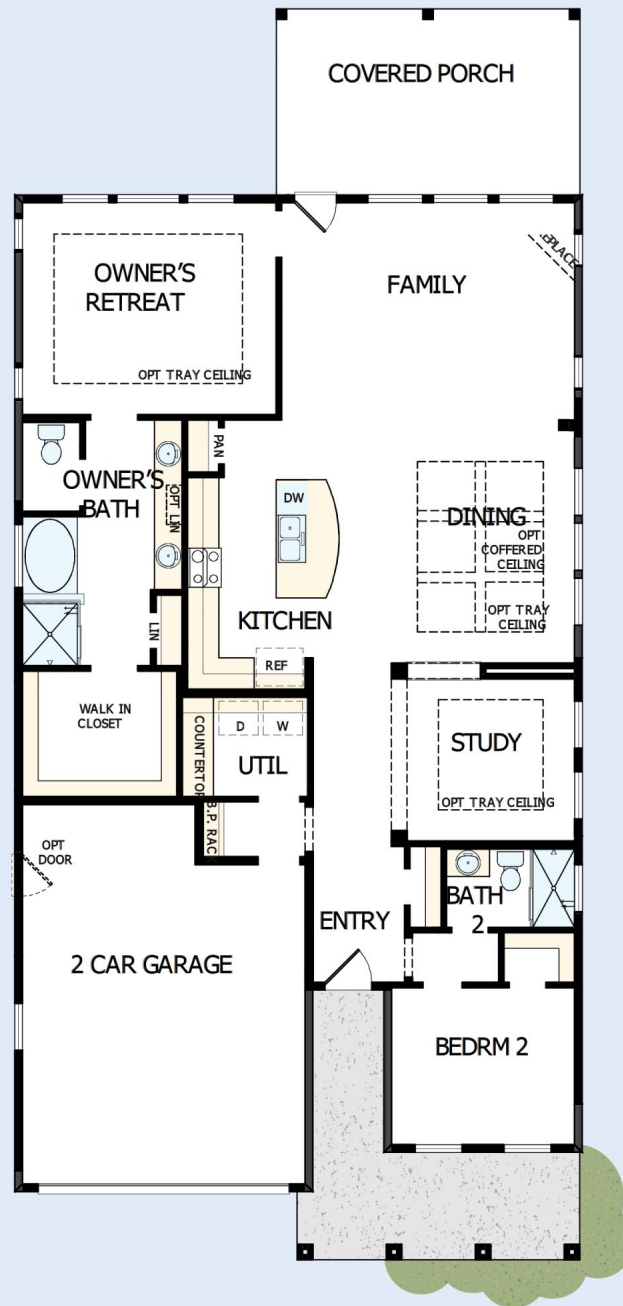 COVERED PORCH
OWNER'S
RETREAT
OPT TRAY CEILING
FAMILY
PAN
OWNER'S
BATH
OPT LIN
DW
DINING
OPT
COFFERED
CEILING
OPT TRAY
CEILING
KITCHEN
LIN
REF
WALK IN
CLOSET
COUNTERTOP
D
W
UTIL
STUDY
OPT TRAY CEILING
B.P. RACK
OPT
DOOR
BATH
2
ENTRY
2 CAR GARAGE
BEDRM 2